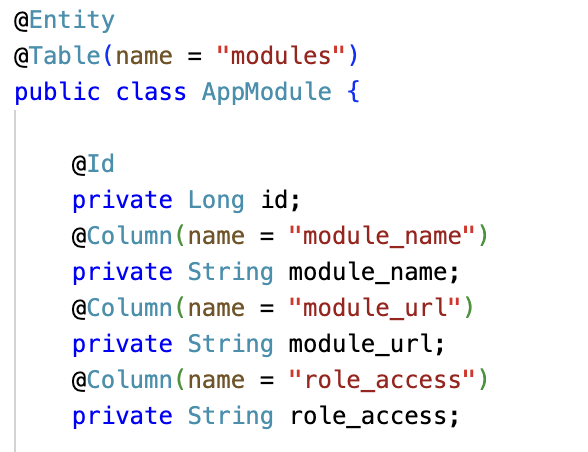 @Entity
@Table(name = "modules")
public class AppModule {
@Id
private Long id;
@Column(name = "module_name")
private String module_name;
@Column(name = "module_url")
private String module_url;
@Column(name = "role_access")
private String role_access;